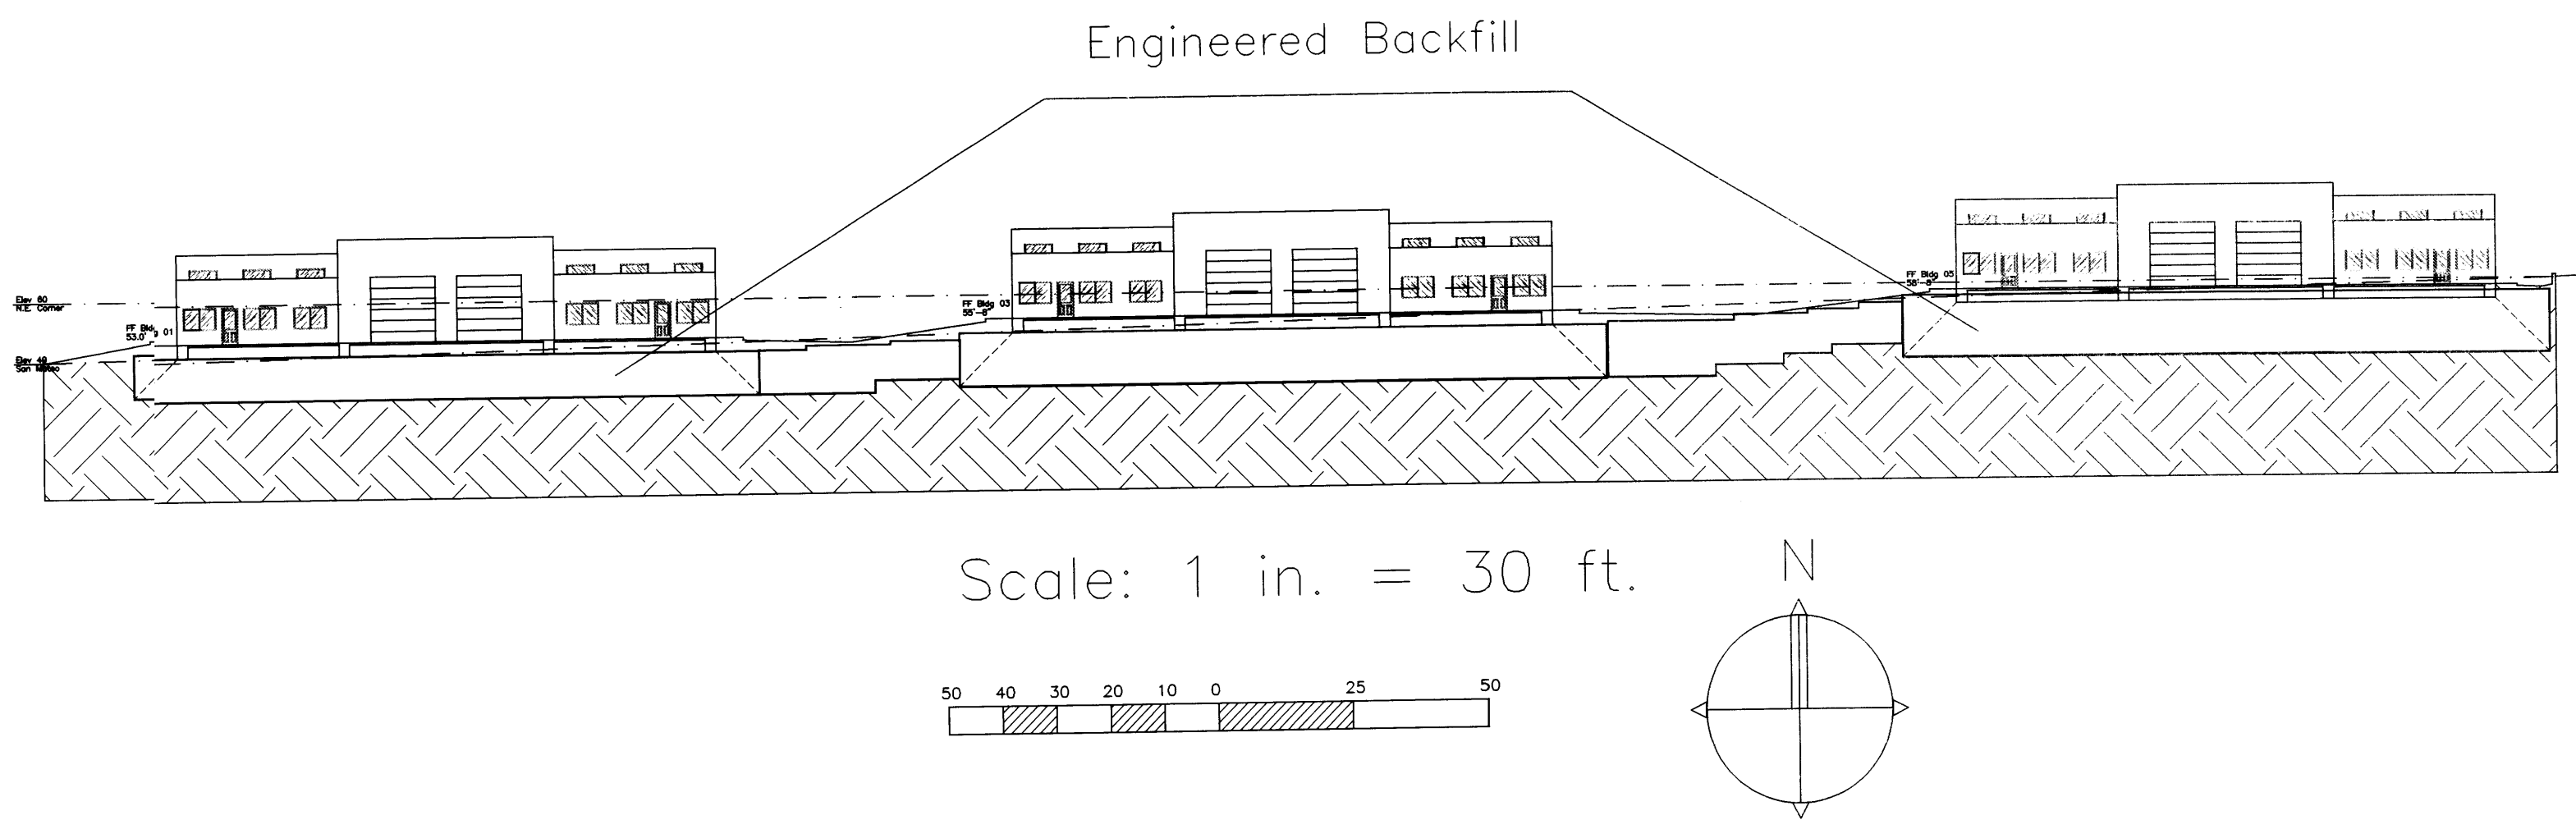 Engineered Backfill
FF Bldg 05
58'-8"
Elev 60
N.E. Corner
FF Bldg 03
55'-8"
FF Bldg 01
53.0'
Elev 49
San Mateo
Scale: 1 in. = 30 ft.
N
50 40 30 20 10 0 25 50